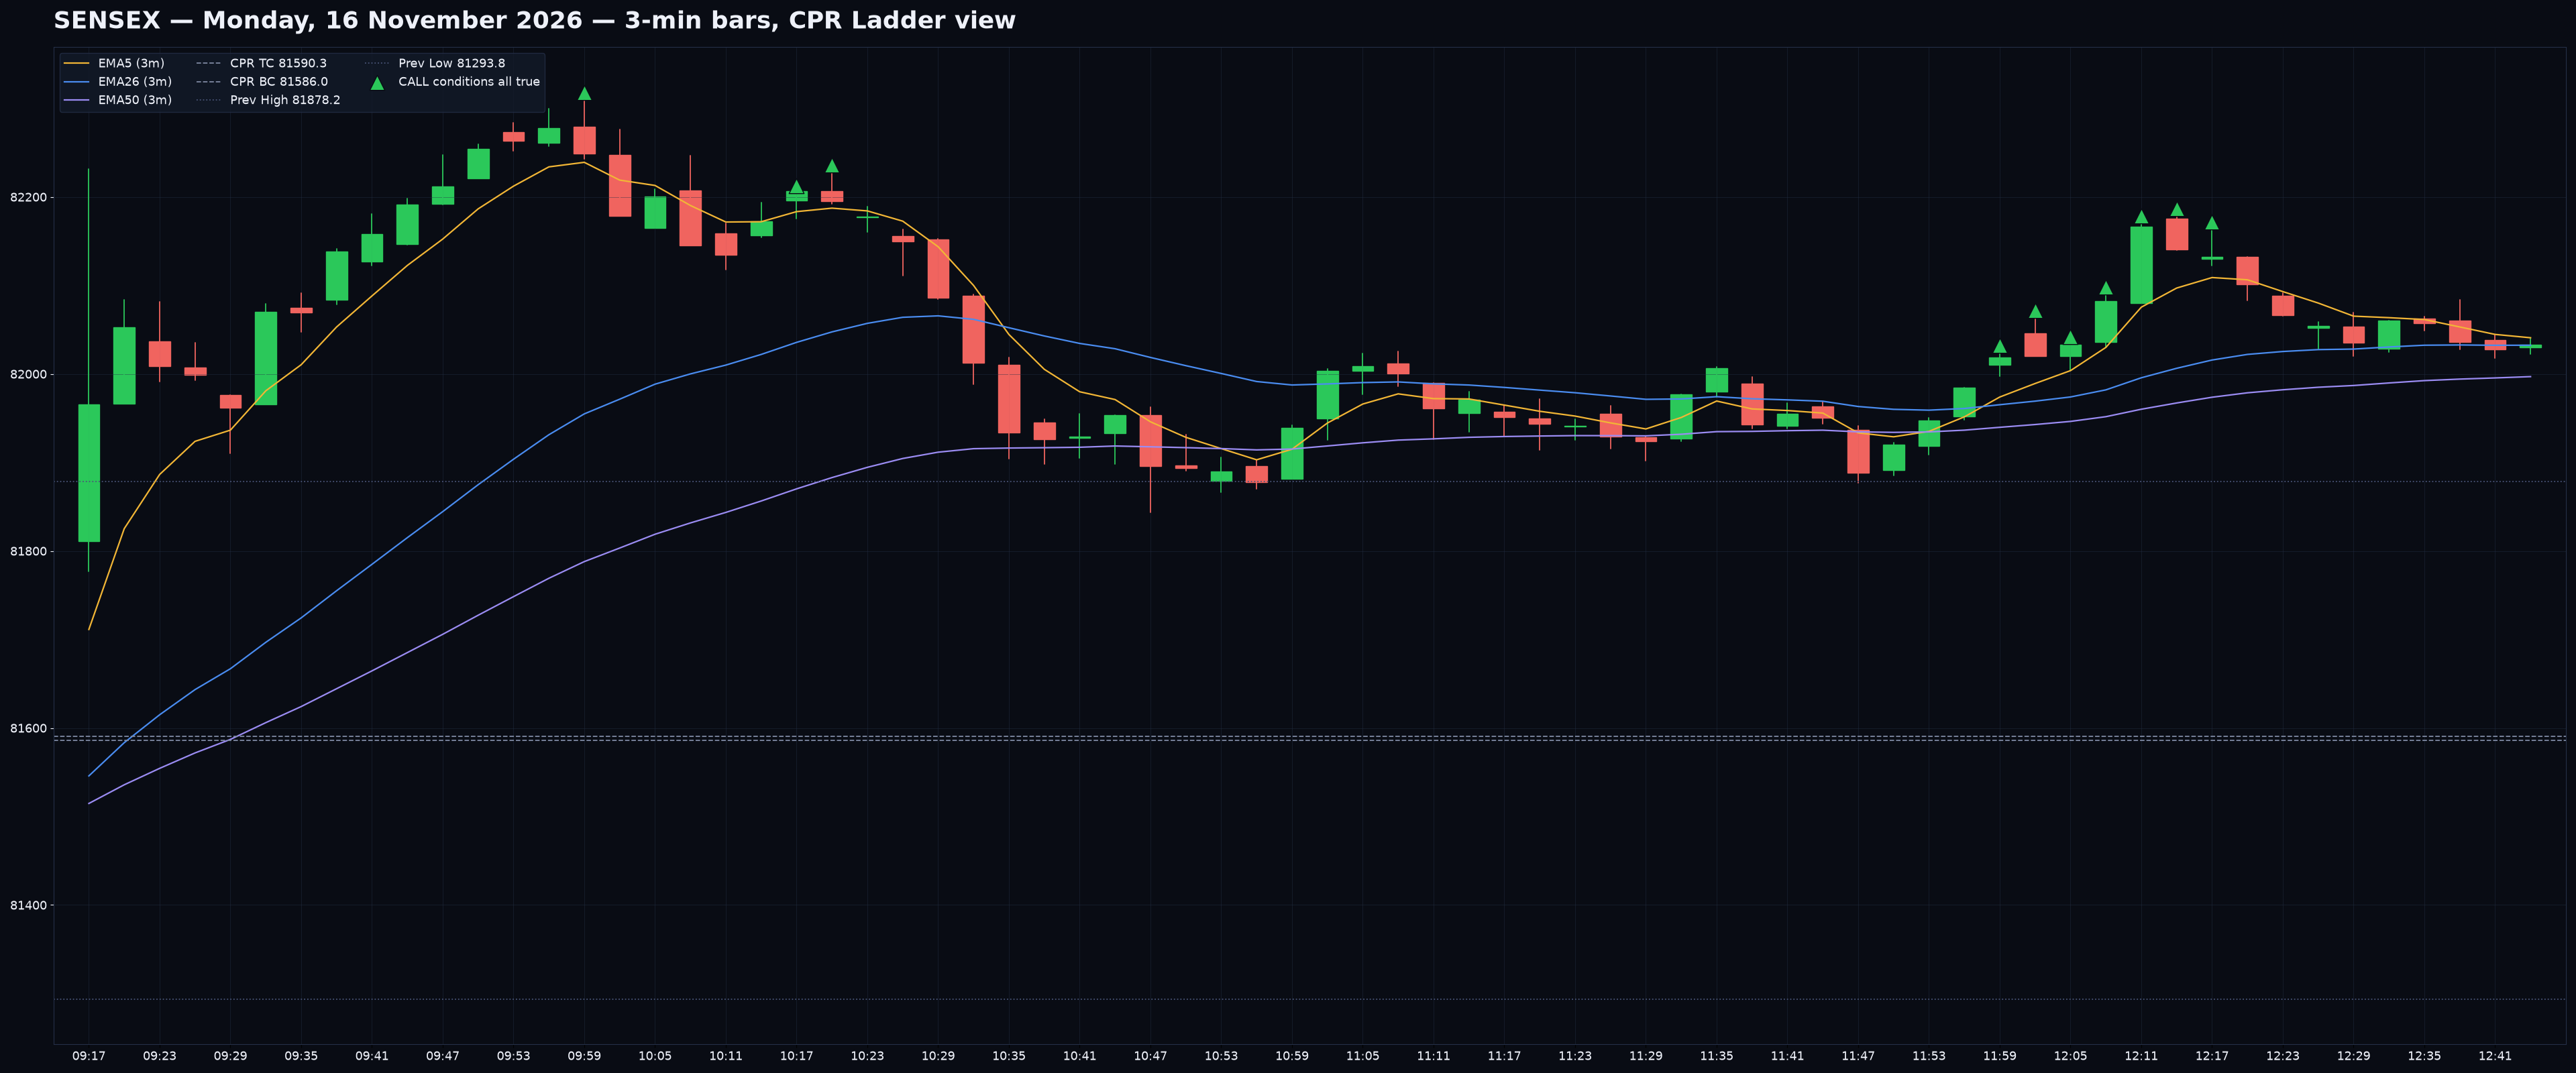 SENSEX — Monday, 16 November 2026 — 3-min bars, CPR Ladder view
EMA5 (3m) CPR TC 81590.3 Prev Low 81293.8
EMA26 (3m) CPR BC 81586.0 CALL conditions all true
EMA50 (3m) Prev High 81878.2
82200
82000
81800
81600
81400
09:17 09:23 09:29 09:35 09:41 09:47 09:53 09:59 10:05 10:11 10:17 10:23 10:29 10:35 10:41 10:47 10:53 10:59 11:05 11:11 11:17 11:23 11:29 11:35 11:41 11:47 11:53 11:59 12:05 12:11 12:17 12:23 12:29 12:35 12:41